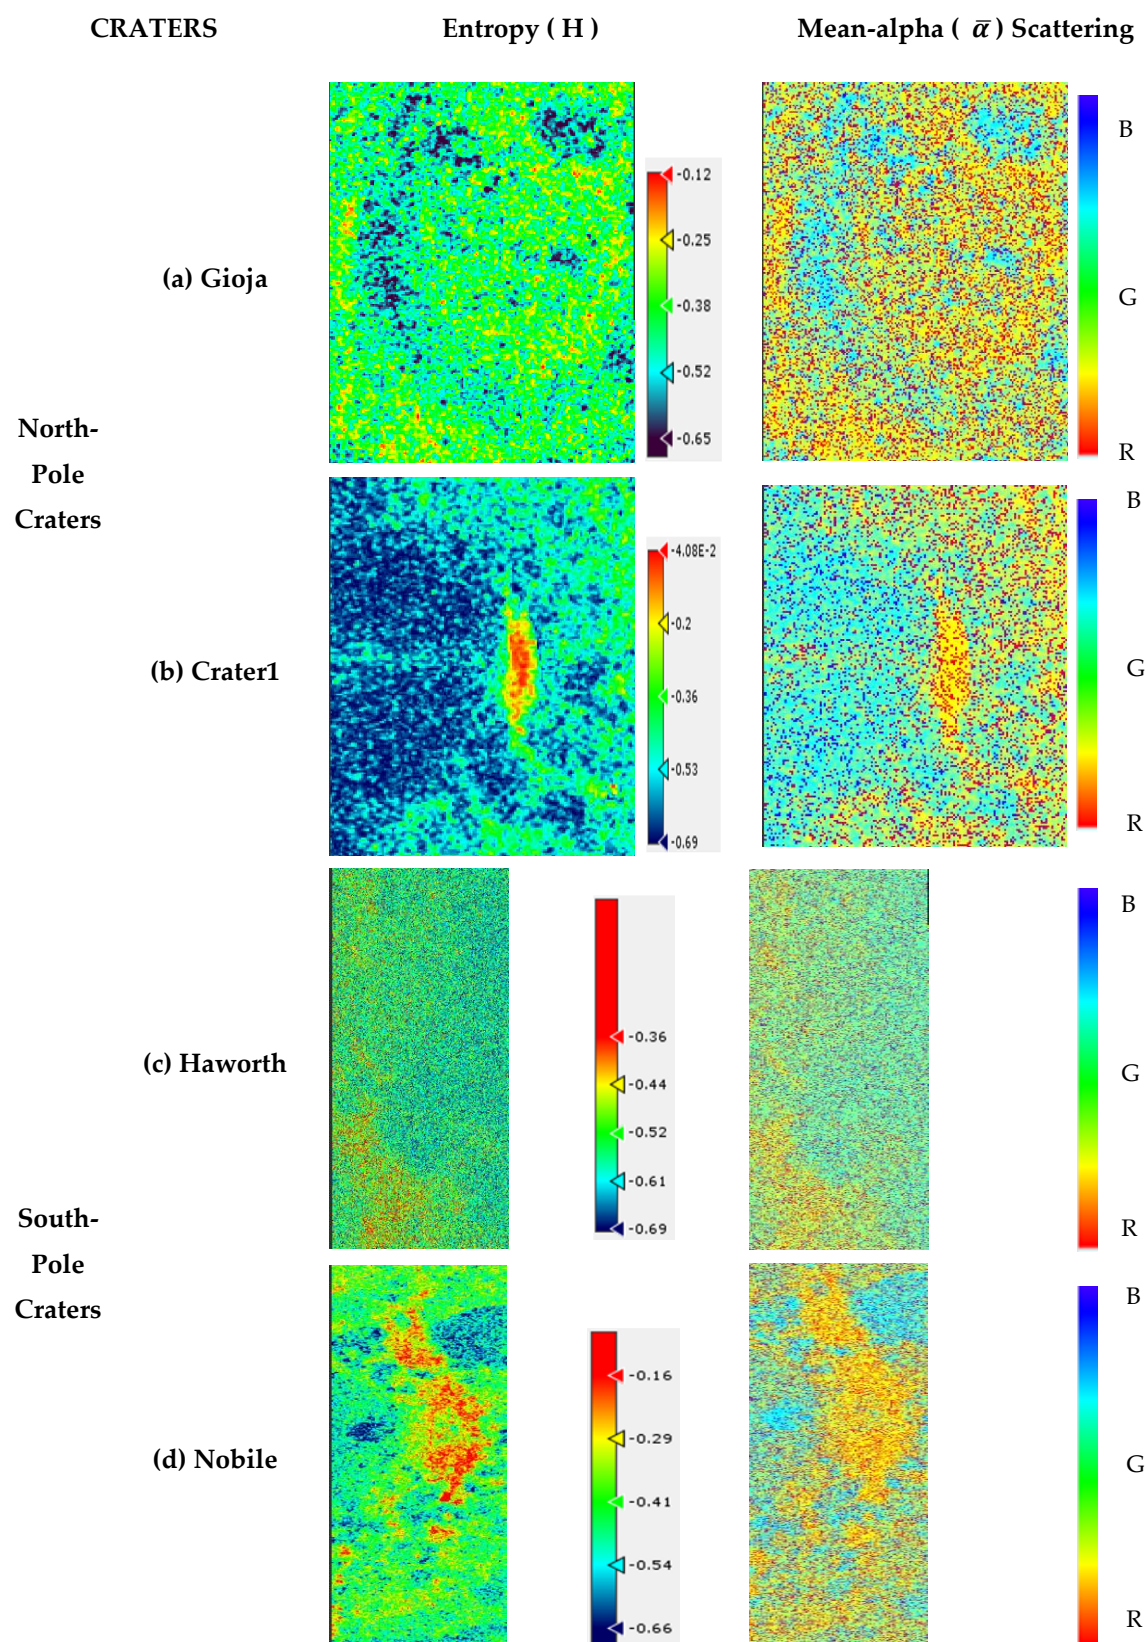 CRATERS
Entropy ( H )
Mean-alpha ( ᾱ ) Scattering
North-
Pole
Craters
(a) Gioja
-0.12
-0.25
-0.38
-0.52
-0.65
B
G
R
(b) Crater1
-4.08E-2
-0.2
-0.36
-0.53
-0.69
B
G
R
South-
Pole
Craters
(c) Haworth
-0.36
-0.44
-0.52
-0.61
-0.69
B
G
R
(d) Nobile
-0.16
-0.29
-0.41
-0.54
-0.66
B
G
R